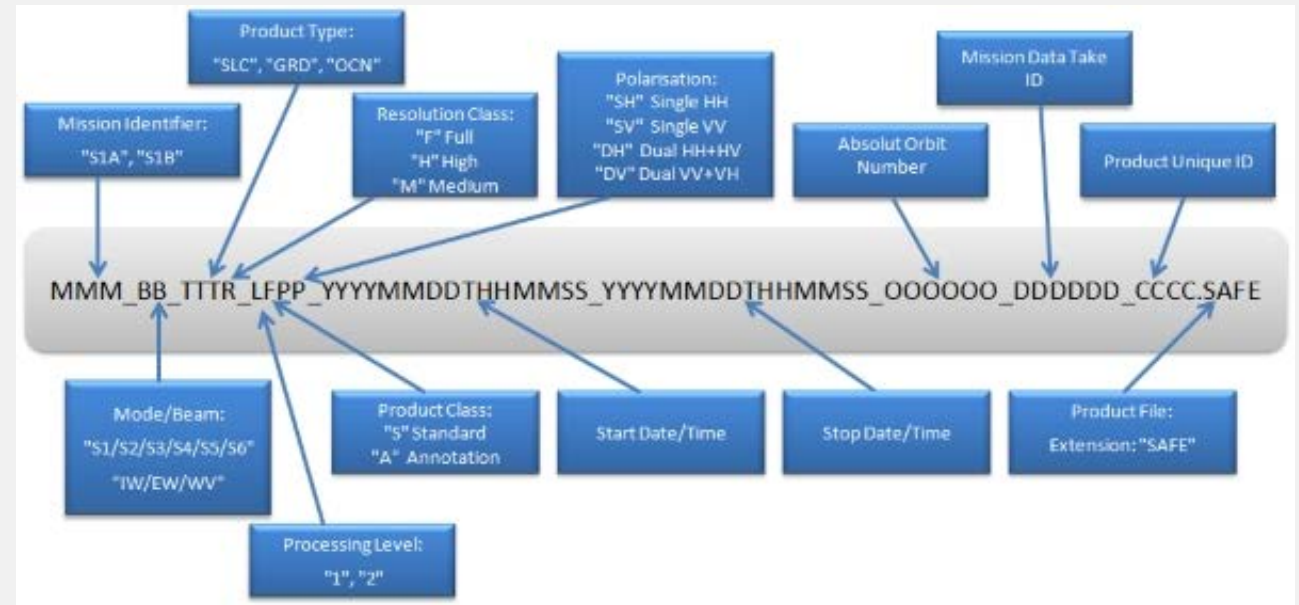 Product Type:
"SLC", "GRD", "OCN"
Mission Identifier:
"S1A", "S1B"
Resolution Class:
"F" Full
"H" High
"M" Medium
Polarisation:
"SH" Single HH
"SV" Single VV
"DH" Dual HH+HV
"DV" Dual VV+VH
Absolut Orbit
Number
Mission Data Take
ID
Product Unique ID
MMM_BB_TTTR_LFPP_YYYYMMDDTHHMMSS_YYYYMMDDTHHMMSS_OOOOOO_DDDDDD_CCCC.SAFE
Mode/Beam:
"S1/S2/S3/S4/S5/S6"
"IW/EW/WV"
Processing Level:
"1", "2"
Product Class:
"S" Standard
"A" Annotation
Start Date/Time
Stop Date/Time
Product File:
Extension: "SAFE"